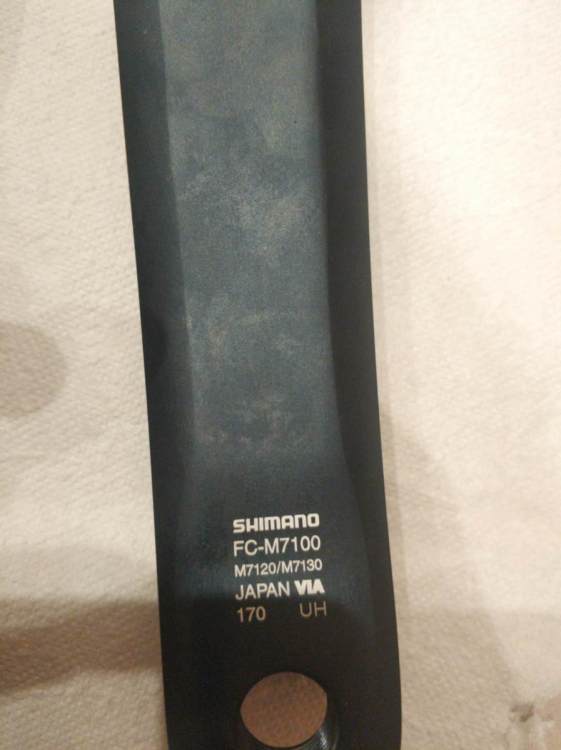 SHIMANO
FC-M7100
M7120/M7130
JAPAN VIA
170 UH